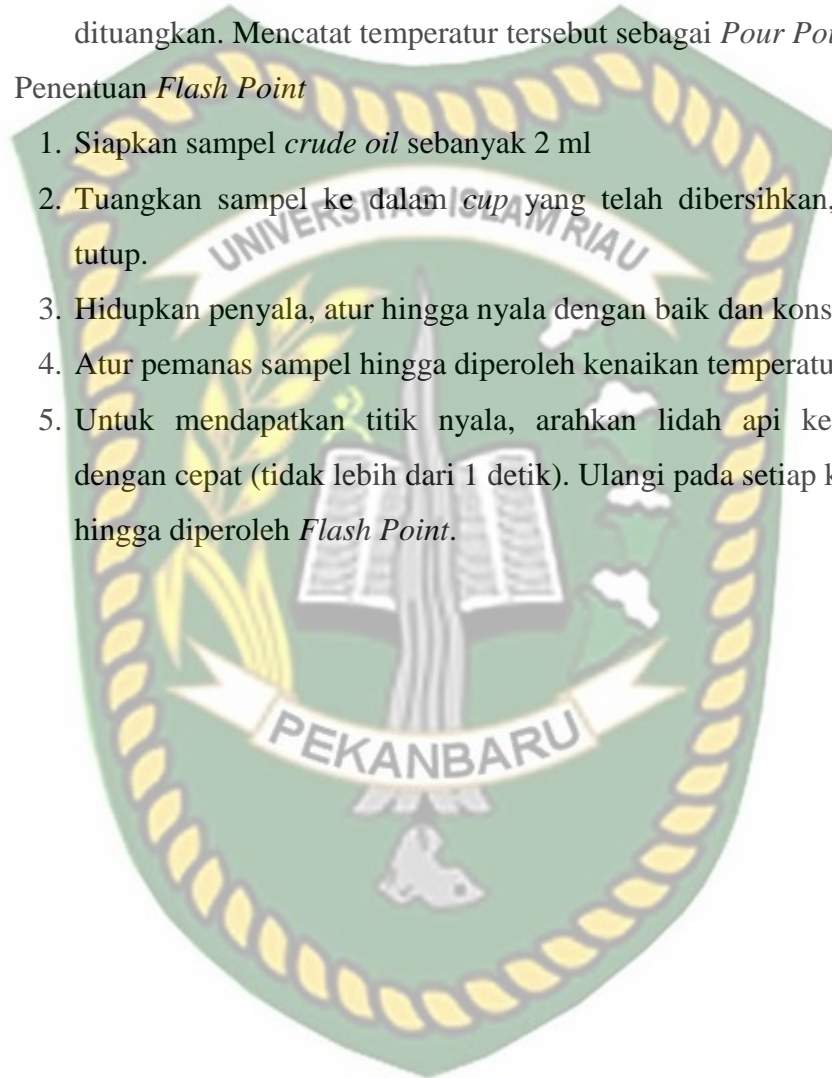 dituangkan. Mencatat temperatur tersebut sebagai Pour
Penentuan Flash Point
1. Siapkan sampel crude oil sebanyak 2 ml
2. Tuangkan sampel ke dalam cup yang telah dibersihkan,
tutup.
3. Hidupkan penyala, atur hingga nyala dengan baik dan
4. Atur pemanas sampel hingga diperoleh kenaikan
5. Untuk mendapatkan titik nyala, arahkan lidah api ke
dengan cepat (tidak lebih dari 1 detik). Ulangi pada setiap
hingga diperoleh Flash Point.
UNIVERSITAS ISLAM RIAU
PEKANBARU